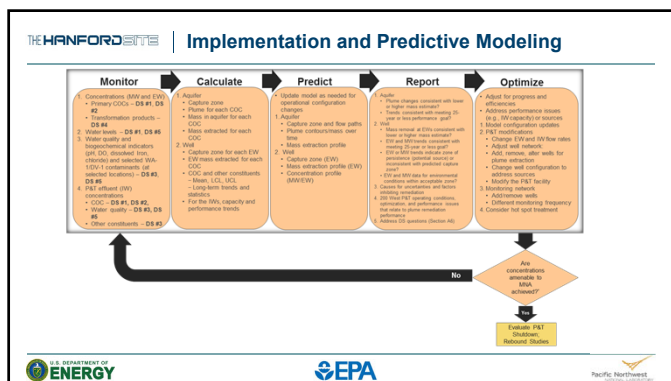 THE HANFORD SITE
Implementation and Predictive Modeling
Monitor
1. Concentrations (MW and EW)
• Primary COCs – DS #1, DS
#2
• Transformation products –
DS #4
2. Water levels – DS #1, DS #5
3. Water quality and
biogeochemical indicators
(pH, DO, dissolved iron,
chloride) and selected WA-
1/DV-1 contaminants (at
selected locations) – DS #3,
DS #5
4. P&T effluent (IW)
concentrations
• COC – DS #1, DS #2,
• Water quality – DS #3, DS
#5
• Other constituents – DS #3
Calculate
1. Aquifer
• Capture zone
• Plume for each COC
• Mass in aquifer for each
COC
• Mass extracted for each
COC
2. Well
• Capture zone for each EW
• EW mass extracted for each
COC
• COC and other constituents
– Mean, LCL, UCL
– Long-term trends and
statistics
• For the IWs, capacity and
performance trends
Predict
• Update model as needed for
operational configuration
changes
1. Aquifer
• Capture zone and flow paths
• Plume contours/mass over
time
• Mass extraction profile
2. Well
• Capture zone (EW)
• Mass extraction profile (EW)
• Concentration profile
(MW/EW)
Report
1. Aquifer
• Plume changes consistent with lower
or higher mass estimate?
• Trends consistent with meeting 25-
year or less performance goal?
2. Well
• Mass removal at EWs consistent with
lower or higher mass estimate?
• EW and MW trends consistent with
meeting 25-year or less goal?
• EW or MW trends indicate zone of
persistence (potential source) or
inconsistent with predicted capture
zone?
• EW and MW data for environmental
conditions within acceptable zone?
3. Causes for uncertainties and factors
inhibiting remediation
4. 200 West P&T operating conditions,
optimization, and performance issues
that relate to plume remediation
performance
5. Address DS questions (Section A8)
Optimize
• Adjust for progress and
efficiencies
• Address performance issues
(e.g., IW capacity) or sources
1. Model configuration updates
2. P&T modifications
• Change EW and IW flow rates
• Adjust well network:
• Add, remove, alter wells for
plume extraction
• Change well configuration to
address sources
• Modify the P&T facility
3. Monitoring network
• Add/remove wells
• Different monitoring frequency
4. Consider hot spot treatment
No
Are
concentrations
amenable to
MNA
achieved?
Yes
Evaluate P&T
Shutdown;
Rebound Studies
U.S. DEPARTMENT OF
ENERGY
EPA
Pacific Northwest
NATIONAL LABORATORY